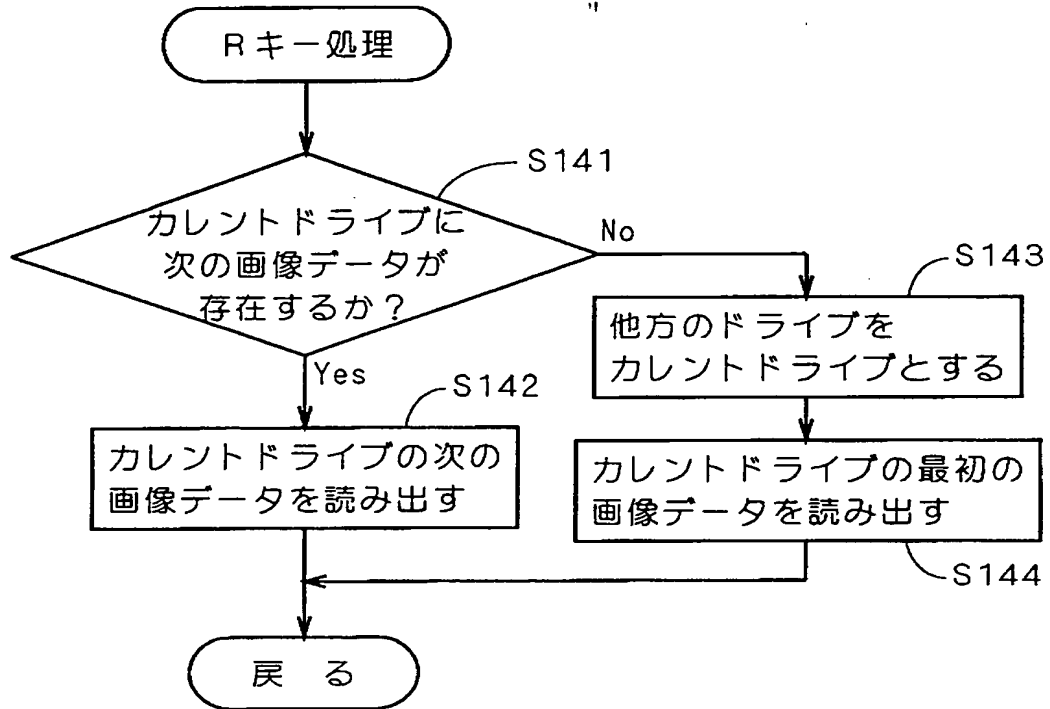 Rキー処理
S141
カレントドライブに
次の画像データが
存在するか？
No
S143
他方のドライブを
カレントドライブとする
Yes
S142
カレントドライブの次の
画像データを読み出す
カレントドライブの最初の
画像データを読み出す
S144
戻 る